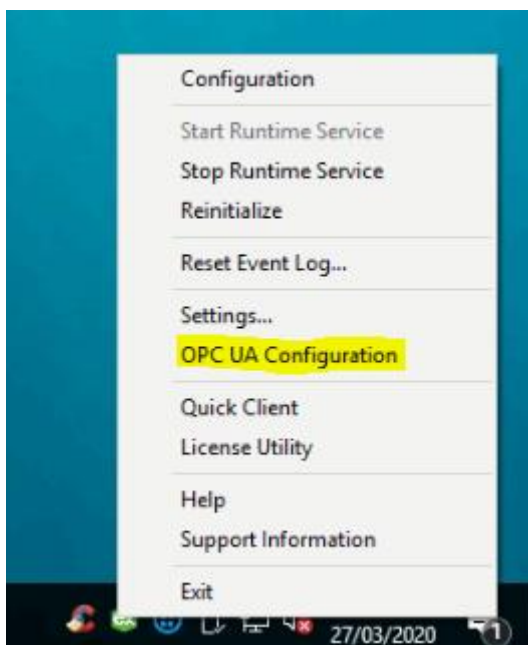 Configuration
Start Runtime Service
Stop Runtime Service
Reinitialize
Reset Event Log...
Settings...
OPC UA Configuration
Quick Client
License Utility
Help
Support Information
Exit
27/03/2020
1